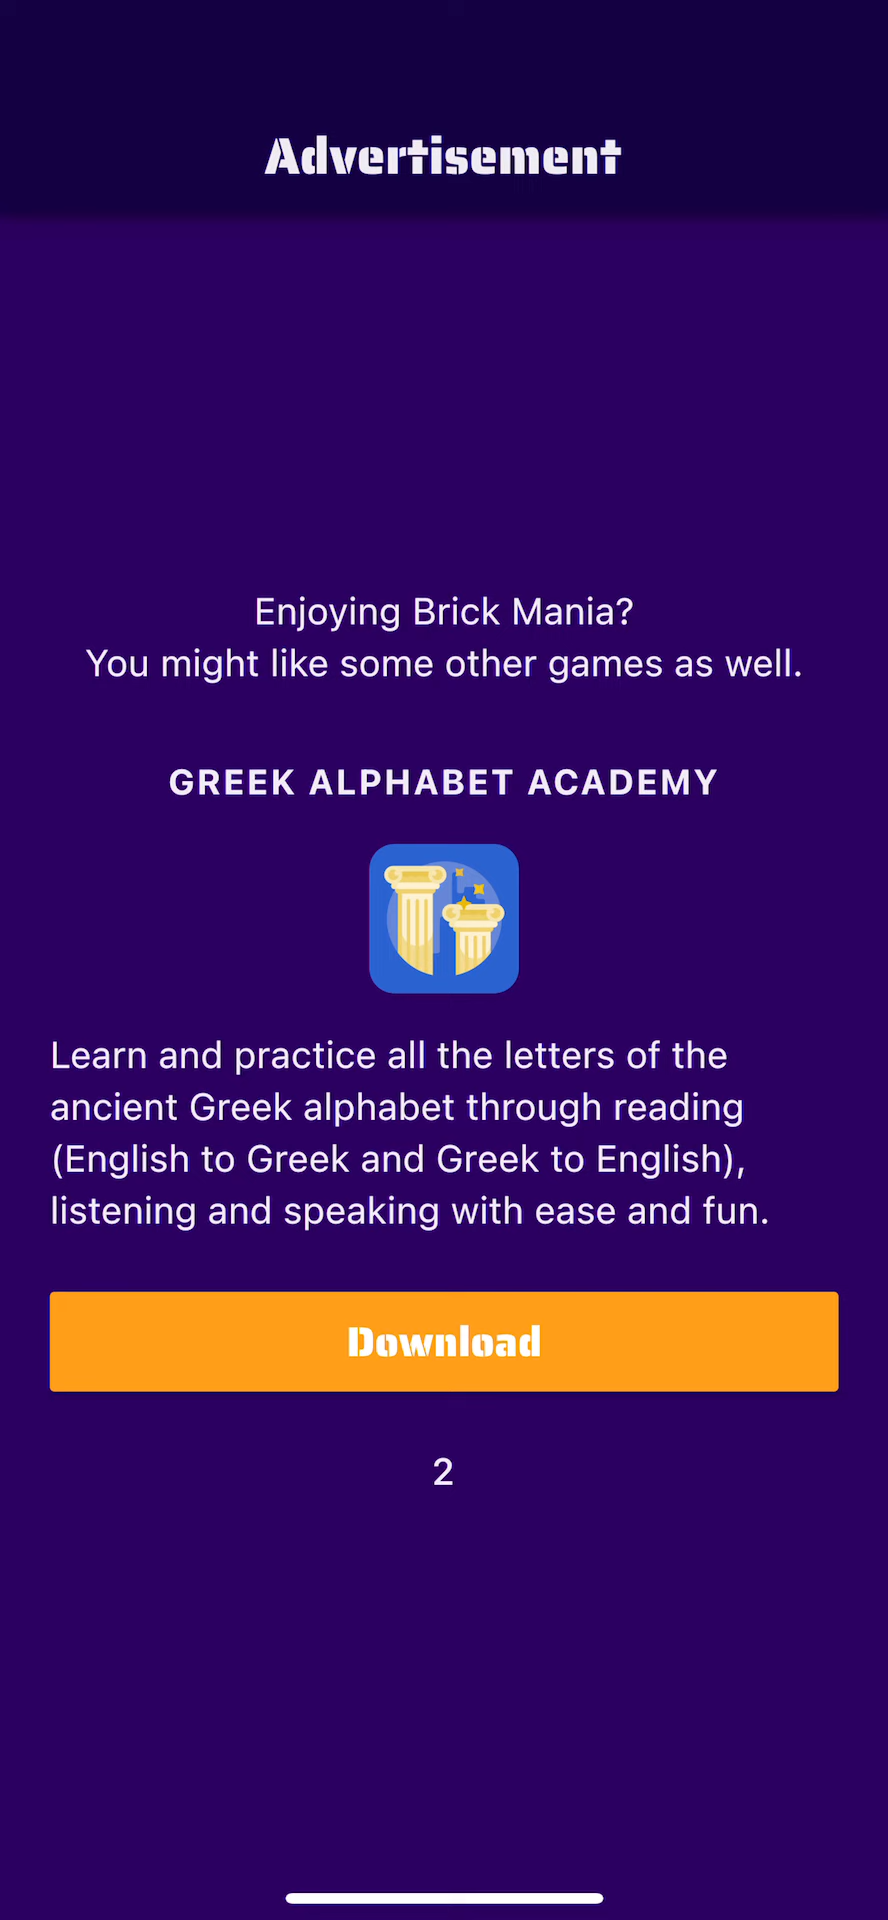 Advertisement
Enjoying Brick Mania?
You might like some other games as well.
GREEK ALPHABET ACADEMY
Learn and practice all the letters of the
ancient Greek alphabet through reading
(English to Greek and Greek to English),
listening and speaking with ease and fun.
Download
2